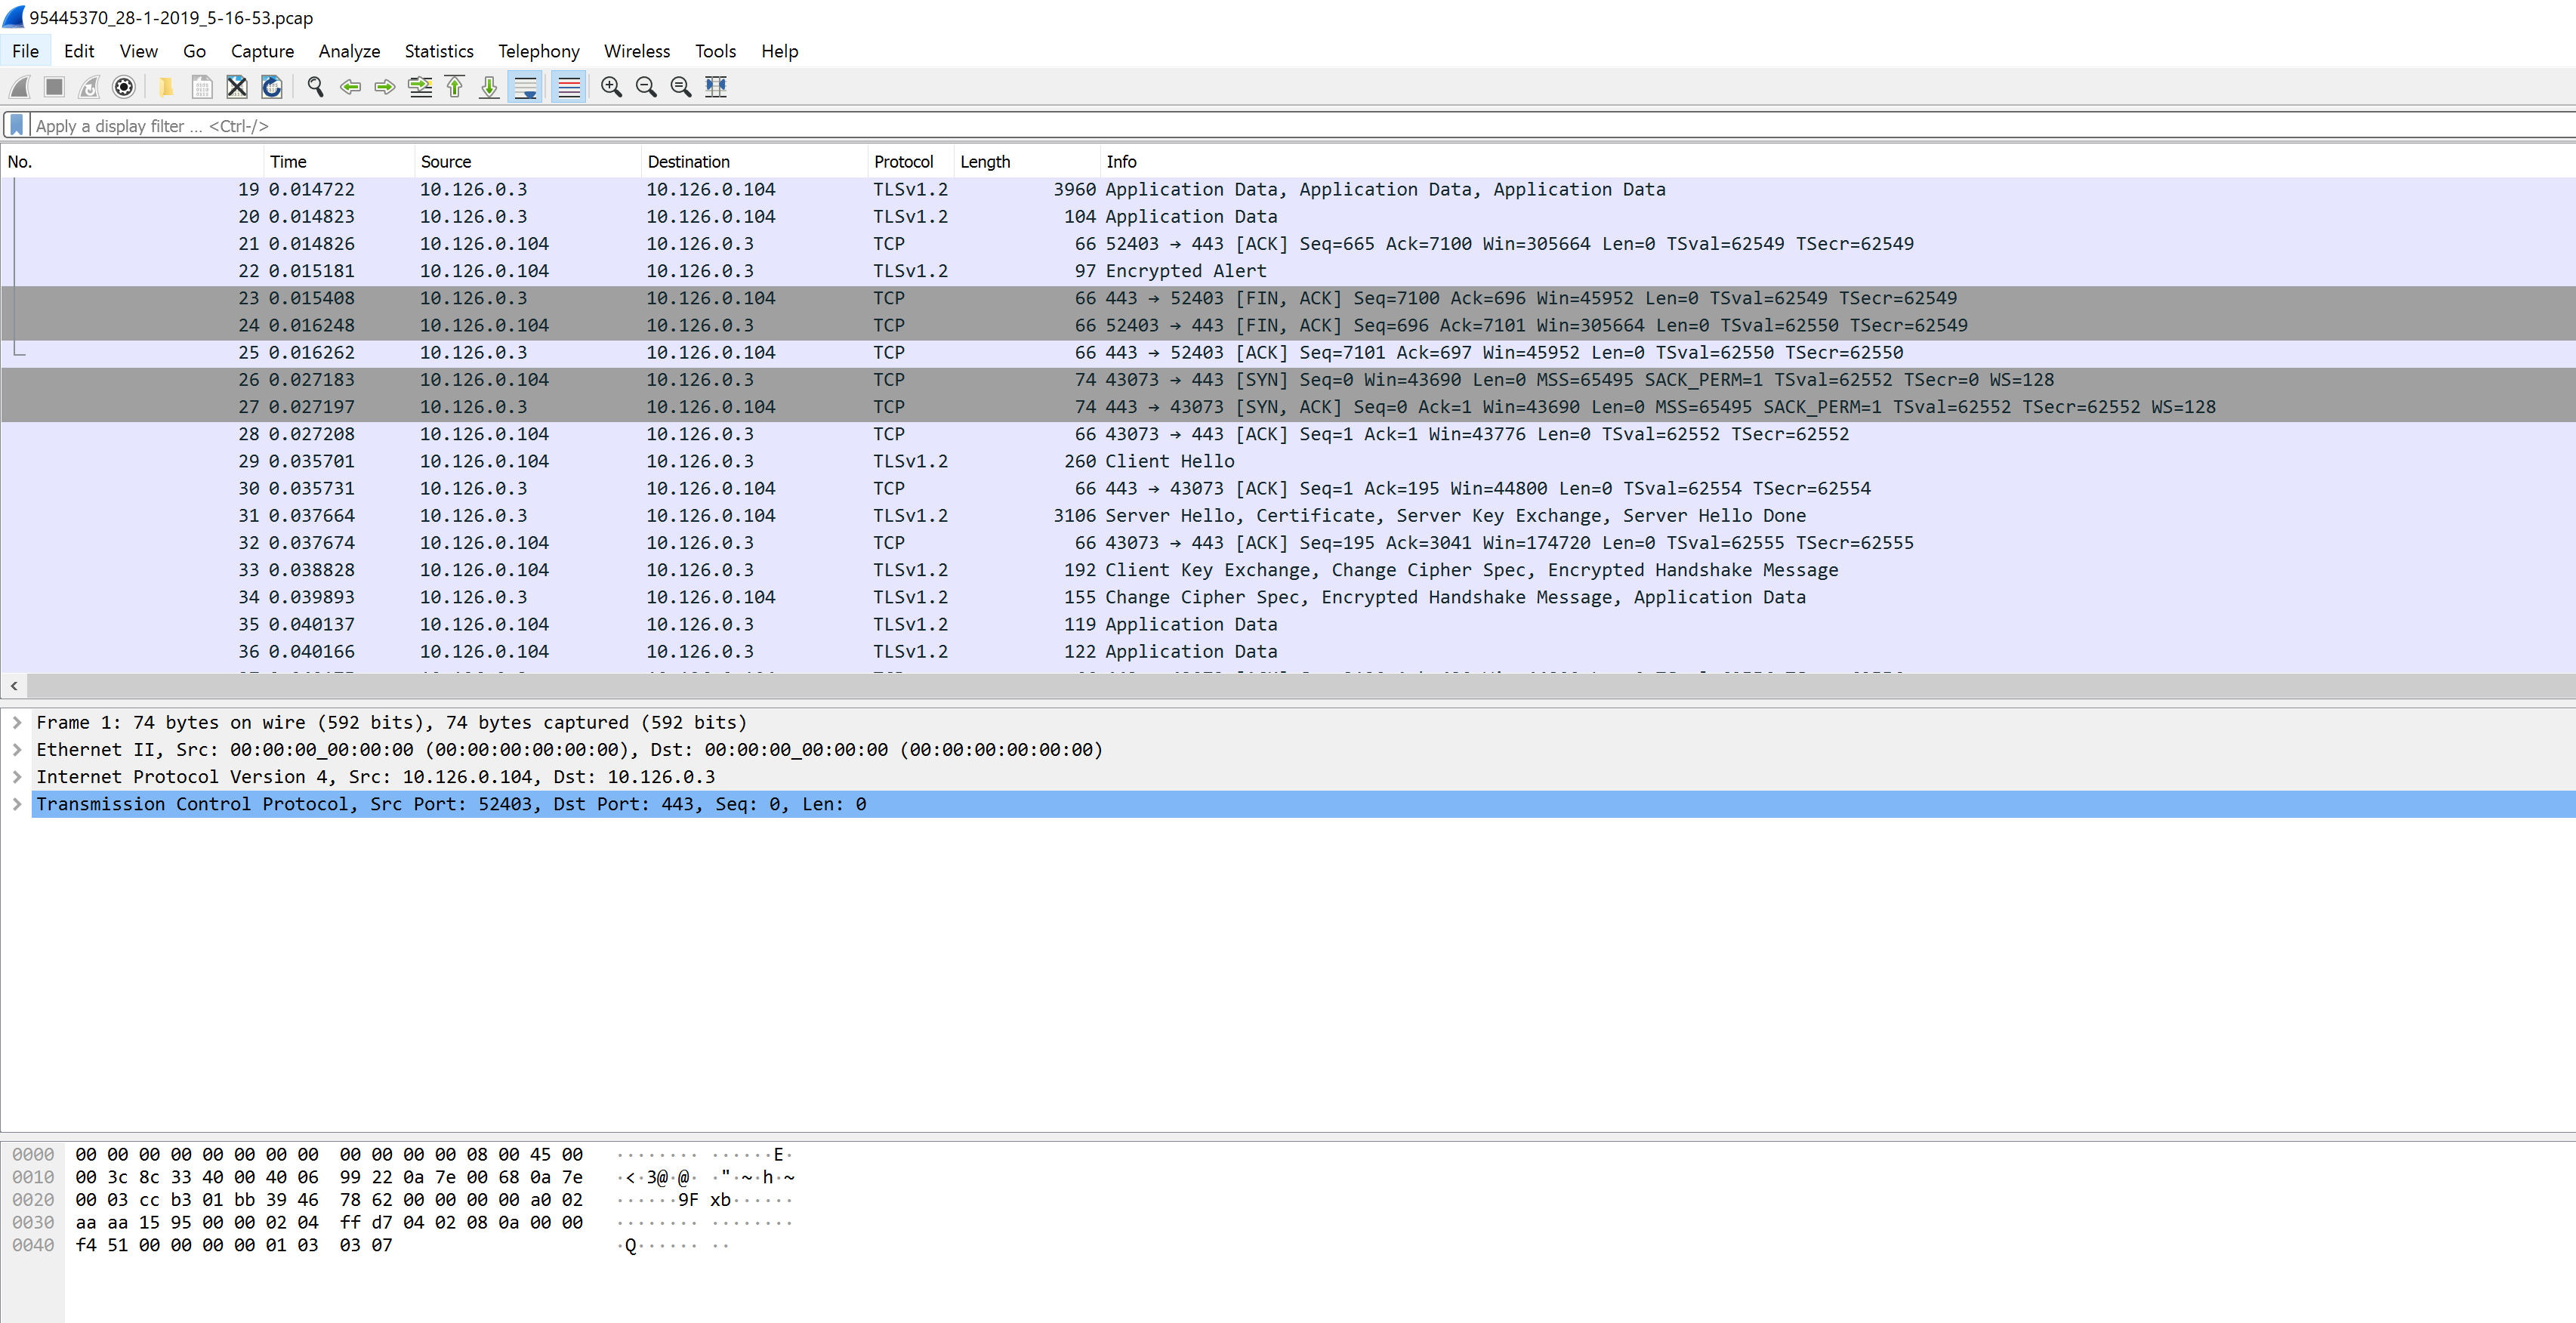 95445370_28-1-2019_5-16-53.pcap
File Edit View Go Capture Analyze Statistics Telephony Wireless Tools Help
Apply a display filter ... <Ctrl-/>
No. Time Source Destination Protocol Length Info
19 0.014722 10.126.0.3 10.126.0.104 TLSv1.2 3960 Application Data, Application Data, Application Data
20 0.014823 10.126.0.3 10.126.0.104 TLSv1.2 104 Application Data
21 0.014826 10.126.0.104 10.126.0.3 TCP 66 52403 → 443 [ACK] Seq=665 Ack=7100 Win=305664 Len=0 TSval=62549 TSecr=62549
22 0.015181 10.126.0.104 10.126.0.3 TLSv1.2 97 Encrypted Alert
23 0.015408 10.126.0.3 10.126.0.104 TCP 66 443 → 52403 [FIN, ACK] Seq=7100 Ack=696 Win=45952 Len=0 TSval=62549 TSecr=62549
24 0.016248 10.126.0.104 10.126.0.3 TCP 66 52403 → 443 [FIN, ACK] Seq=696 Ack=7101 Win=305664 Len=0 TSval=62550 TSecr=62549
25 0.016262 10.126.0.3 10.126.0.104 TCP 66 443 → 52403 [ACK] Seq=7101 Ack=697 Win=45952 Len=0 TSval=62550 TSecr=62550
26 0.027183 10.126.0.104 10.126.0.3 TCP 74 43073 → 443 [SYN] Seq=0 Win=43690 Len=0 MSS=65495 SACK_PERM=1 TSval=62552 TSecr=0 WS=128
27 0.027197 10.126.0.3 10.126.0.104 TCP 74 443 → 43073 [SYN, ACK] Seq=0 Ack=1 Win=43690 Len=0 MSS=65495 SACK_PERM=1 TSval=62552 TSecr=62552 WS=128
28 0.027208 10.126.0.104 10.126.0.3 TCP 66 43073 → 443 [ACK] Seq=1 Ack=1 Win=43776 Len=0 TSval=62552 TSecr=62552
29 0.035701 10.126.0.104 10.126.0.3 TLSv1.2 260 Client Hello
30 0.035731 10.126.0.3 10.126.0.104 TCP 66 443 → 43073 [ACK] Seq=1 Ack=195 Win=44800 Len=0 TSval=62554 TSecr=62554
31 0.037664 10.126.0.3 10.126.0.104 TLSv1.2 3106 Server Hello, Certificate, Server Key Exchange, Server Hello Done
32 0.037674 10.126.0.104 10.126.0.3 TCP 66 43073 → 443 [ACK] Seq=195 Ack=3041 Win=174720 Len=0 TSval=62555 TSecr=62555
33 0.038828 10.126.0.104 10.126.0.3 TLSv1.2 192 Client Key Exchange, Change Cipher Spec, Encrypted Handshake Message
34 0.039893 10.126.0.3 10.126.0.104 TLSv1.2 155 Change Cipher Spec, Encrypted Handshake Message, Application Data
35 0.040137 10.126.0.104 10.126.0.3 TLSv1.2 119 Application Data
36 0.040166 10.126.0.104 10.126.0.3 TLSv1.2 122 Application Data
Frame 1: 74 bytes on wire (592 bits), 74 bytes captured (592 bits)
Ethernet II, Src: 00:00:00_00:00:00 (00:00:00:00:00:00), Dst: 00:00:00_00:00:00 (00:00:00:00:00:00)
Internet Protocol Version 4, Src: 10.126.0.104, Dst: 10.126.0.3
Transmission Control Protocol, Src Port: 52403, Dst Port: 443, Seq: 0, Len: 0
0000 00 00 00 00 00 00 00 00 00 00 00 00 08 00 45 00 ········ ······E·
0010 00 3c 8c 33 40 00 40 06 99 22 0a 7e 00 68 0a 7e ·<·3@·@· ·"·~·h·~
0020 00 03 cc b3 01 bb 39 46 78 62 00 00 00 00 a0 02 ······9F xb······
0030 aa aa 15 95 00 00 02 04 ff d7 04 02 08 0a 00 00 ········ ········
0040 f4 51 00 00 00 00 01 03 03 07 ·Q······ ··